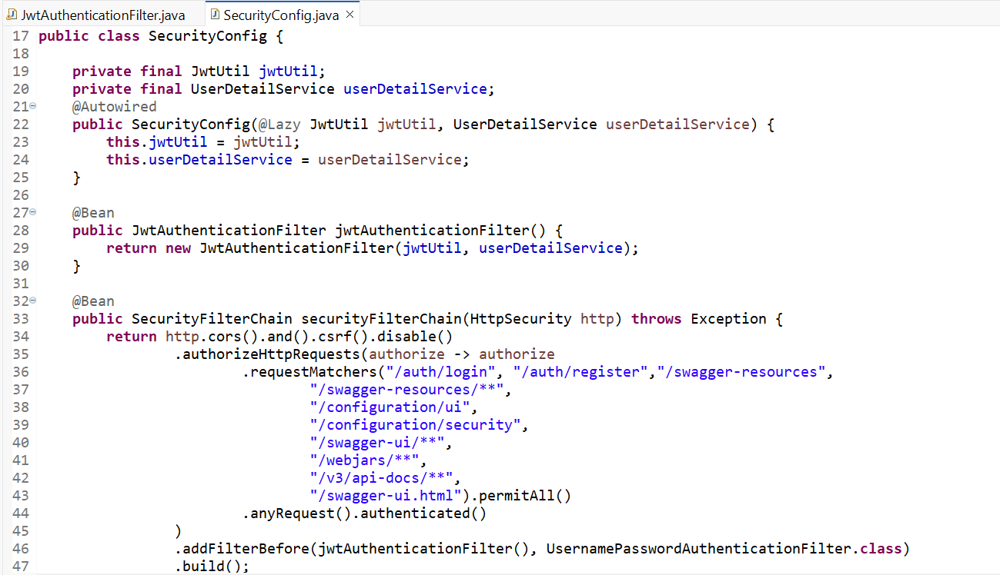 JwtAuthenticationFilter.java SecurityConfig.java
17 public class SecurityConfig {
18
19 private final JwtUtil jwtUtil;
20 private final UserDetailService userDetailService;
21 @Autowired
22 public SecurityConfig(@Lazy JwtUtil jwtUtil, UserDetailService userDetailService) {
23 this.jwtUtil = jwtUtil;
24 this.userDetailService = userDetailService;
25 }
26
27 @Bean
28 public JwtAuthenticationFilter jwtAuthenticationFilter() {
29 return new JwtAuthenticationFilter(jwtUtil, userDetailService);
30 }
31
32 @Bean
33 public SecurityFilterChain securityFilterChain(HttpSecurity http) throws Exception {
34 return http.cors().and().csrf().disable()
35 .authorizeHttpRequests(authorize -> authorize
36 .requestMatchers("/auth/login", "/auth/register","/swagger-resources",
37 "/swagger-resources/**",
38 "/configuration/ui",
39 "/configuration/security",
40 "/swagger-ui/**",
41 "/webjars/**",
42 "/v3/api-docs/**",
43 "/swagger-ui.html").permitAll()
44 .anyRequest().authenticated()
45 )
46 .addFilterBefore(jwtAuthenticationFilter(), UsernamePasswordAuthenticationFilter.class)
47 .build();